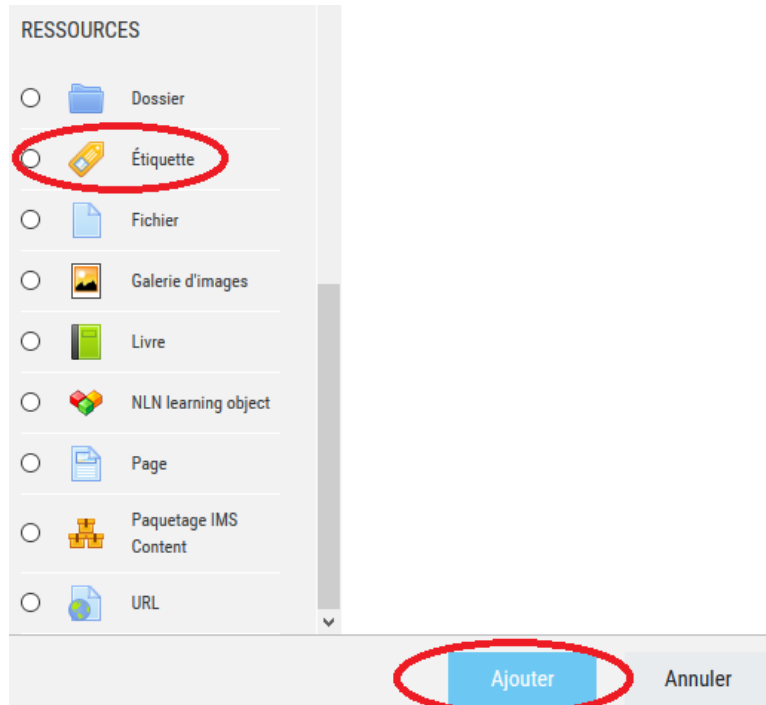 RESSOURCES
Dossier
Étiquette
Fichier
Galerie d'images
Livre
NLN learning object
Page
Paquetage IMS
Content
URL
Ajouter
Annuler